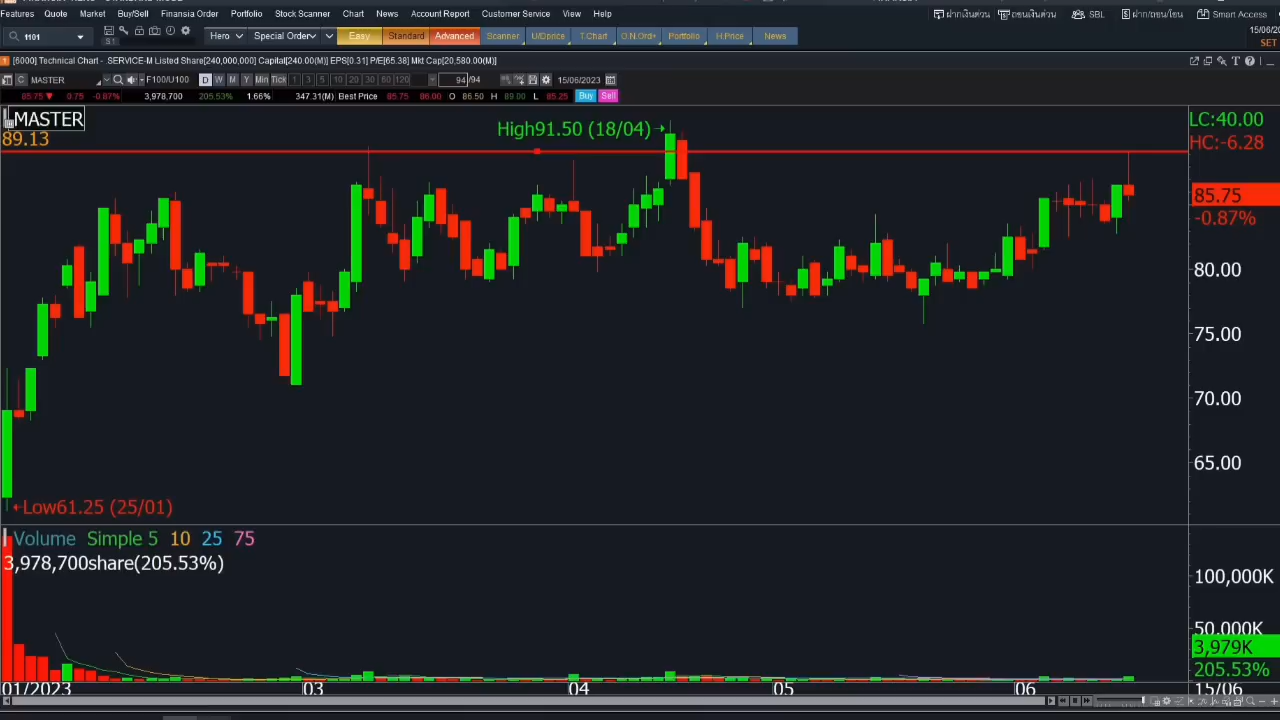 Features Quote Market Buy/Sell Finansia Order Portfolio Stock Scanner Chart News Account Report Customer Service View Help ฝากเงินด่วน ถอนเงินด่วน SBL ฝาก/ถอน/โอน Smart Access
15/06/20
1101 Hero Special Order Easy Standard Advanced Scanner U/Dprice T.Chart O.N.Ord+ Portfolio H.Price News
SET
[6000] Technical Chart - SERVICE-M Listed Share[240,000,000] Capital[240.00(M)] EPS[0.31] P/E[65.38] Mkt Cap[20,580.00(M)]
MASTER F100/U100 D W M Y Min Tick 1 3 5 10 20 30 60 120 94 /94 15/06/2023
85.75 ▼ 0.75 -0.87% 3,978,700 205.53% 1.66% 347.31(M) Best Price 85.75 86.00 O 86.50 H 89.00 L 85.25 Buy Sell
MASTER
89.13
High91.50 (18/04)
LC:40.00
HC:-6.28
85.75
-0.87%
80.00
75.00
70.00
65.00
Low61.25 (25/01)
Volume Simple 5 10 25 75
3,978,700share(205.53%)
100,000K
50,000K
3,979K
205.53%
01/2023 03 04 05 06 15/06